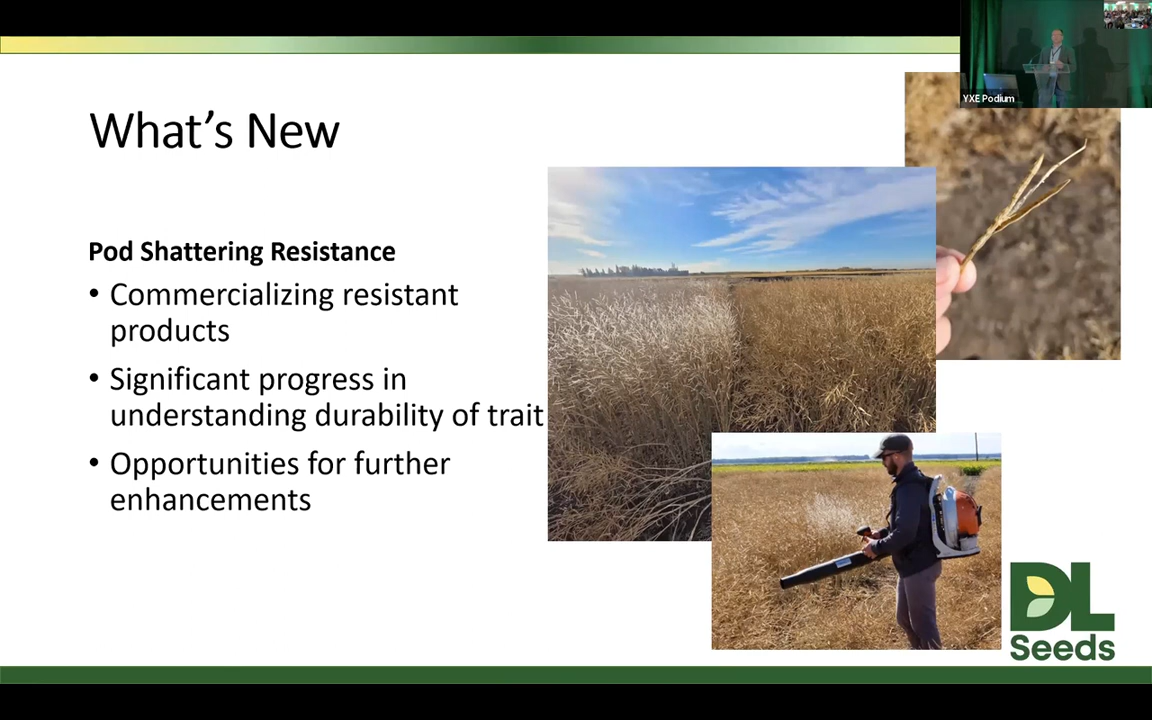 YXE Podium
What's New
Pod Shattering Resistance
• Commercializing resistant
products
• Significant progress in
understanding durability of trait
• Opportunities for further
enhancements
DL
Seeds